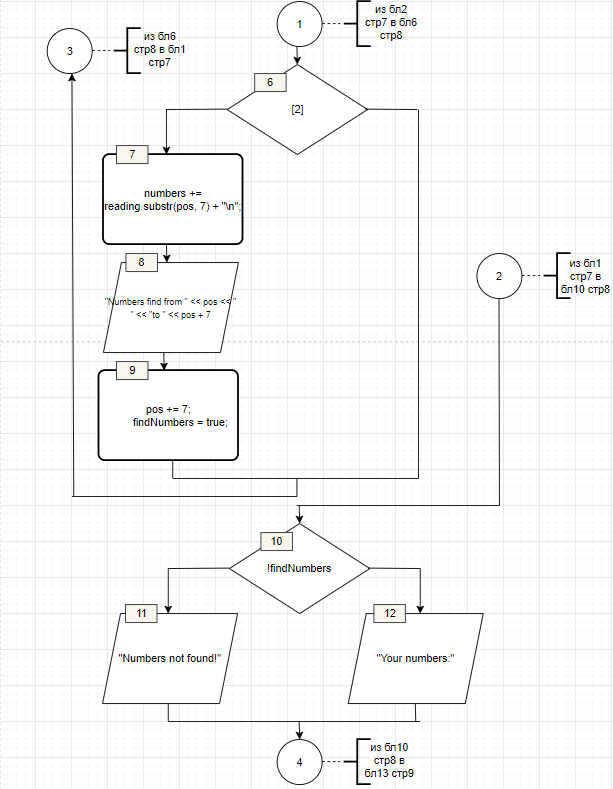 1
из бл2
стр7 в бл6
стр8
3
из бл6
стр8 в бл1
стр7
6
[2]
7
numbers +=
reading.substr(pos, 7) + "\n";
8
"Numbers find from " << pos << "
" << "to " << pos + 7
2
из бл1
стр7 в
бл10 стр8
9
pos += 7;
findNumbers = true;
10
!findNumbers
11
"Numbers not found!"
12
"Your numbers:"
4
из бл10
стр8 в
бл13 стр9